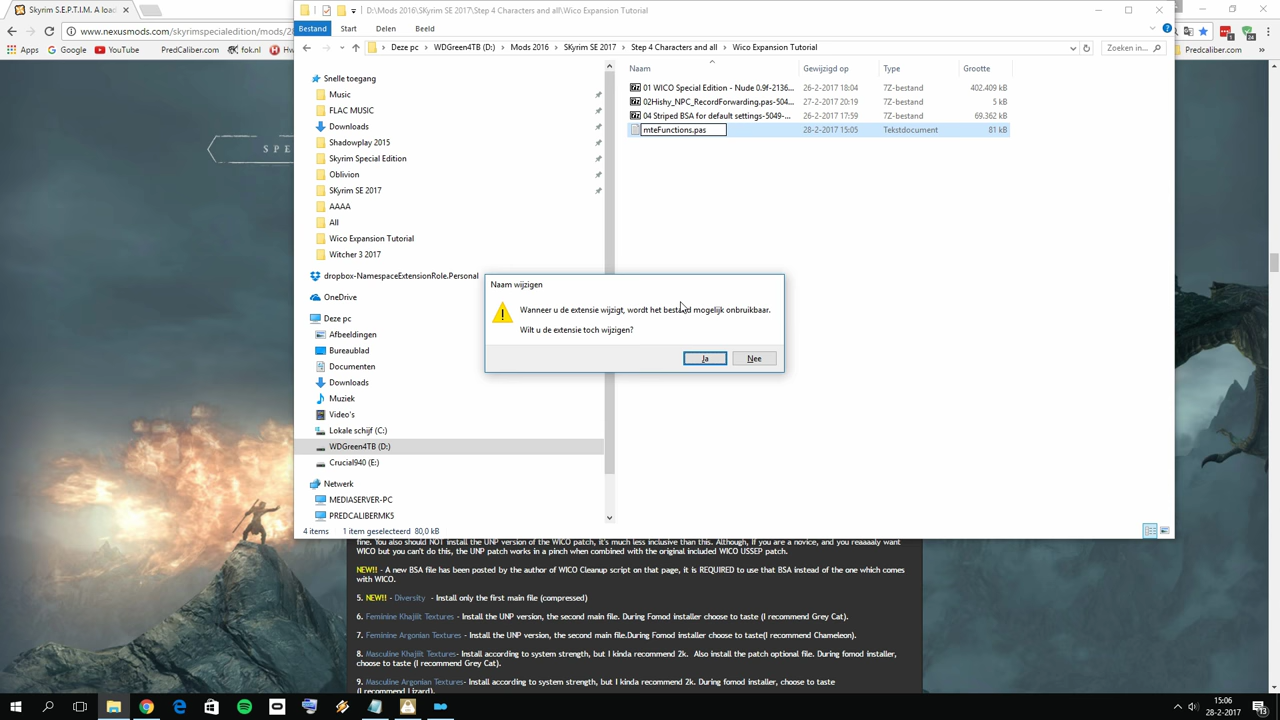 Skyrim S.E.P.T.I.M. A load
D:\Mods 2016\SKyrim SE 2017\Step 4 Characters and all\Wico Expansion Tutorial
Bestand Start Delen Beeld
www.nexusmods.com/skyrimspecialedition/mods/2
Deze pc > WDGreen4TB (D:) > Mods 2016 > SKyrim SE 2017 > Step 4 Characters and all > Wico Expansion Tutorial
Zoeken in...
Apps Google YouTube PredCaliber.com fok.nl
Predcaliber.com »
Naam Gewijzigd op Type Grootte
Snelle toegang
Music
FLAC MUSIC
Downloads
Shadowplay 2015
Skyrim Special Edition
Oblivion
SKyrim SE 2017
AAAA
All
Wico Expansion Tutorial
Witcher 3 2017
dropbox-NamespaceExtensionRole.Personal
OneDrive
Deze pc
Afbeeldingen
Bureaublad
Documenten
Downloads
Muziek
Video's
Lokale schijf (C:)
WDGreen4TB (D:)
Crucial940 (E:)
Netwerk
MEDIASERVER-PC
PREDCALIBERMK5
01 WICO Special Edition - Nude 0.9f-2136... 26-2-2017 18:04 7Z-bestand 402.409 kB
02Hishy_NPC_RecordForwarding.pas-504... 27-2-2017 20:19 7Z-bestand 5 kB
04 Striped BSA for default settings-5049-... 26-2-2017 17:59 7Z-bestand 69.362 kB
mteFunctions.pas 28-2-2017 15:05 Tekstdocument 81 kB
Naam wijzigen
Wanneer u de extensie wijzigt, wordt het bestand mogelijk onbruikbaar.
Wilt u de extensie toch wijzigen?
Ja Nee
4 items 1 item geselecteerd 80,0 kB
fine. You also should NOT install the UNP version of the WICO patch, it's much less inclusive than this. Although, if you are a novice, and you reaaaaly want
WICO but you can't do this, the UNP patch works in a pinch when combined with the original included WICO USSEP patch.
NEW!! - A new BSA file has been posted by the author of WICO Cleanup script on that page, it is REQUIRED to use that BSA instead of the one which comes
with WICO.
5. NEW!! - Diversity - Install only the first main file (compressed)
6. Feminine Khajiit Textures - Install the UNP version, the second main file. During Fomod installer choose to taste (I recommend Grey Cat).
7. Feminine Argonian Textures - Install the UNP version, the second main file.During Fomod installer choose to taste(I recommend Chameleon).
8. Masculine Khajiit Textures- Install according to system strength, but I kinda recommend 2k. Also install the patch optional file. During fomod installer,
choose to taste (I recommend Grey Cat).
9. Masculine Argonian Textures- Install according to system strength, but I kinda recommend 2k. During fomod installer, choose to taste
(I recommend Lizard).
15:06
28-2-2017